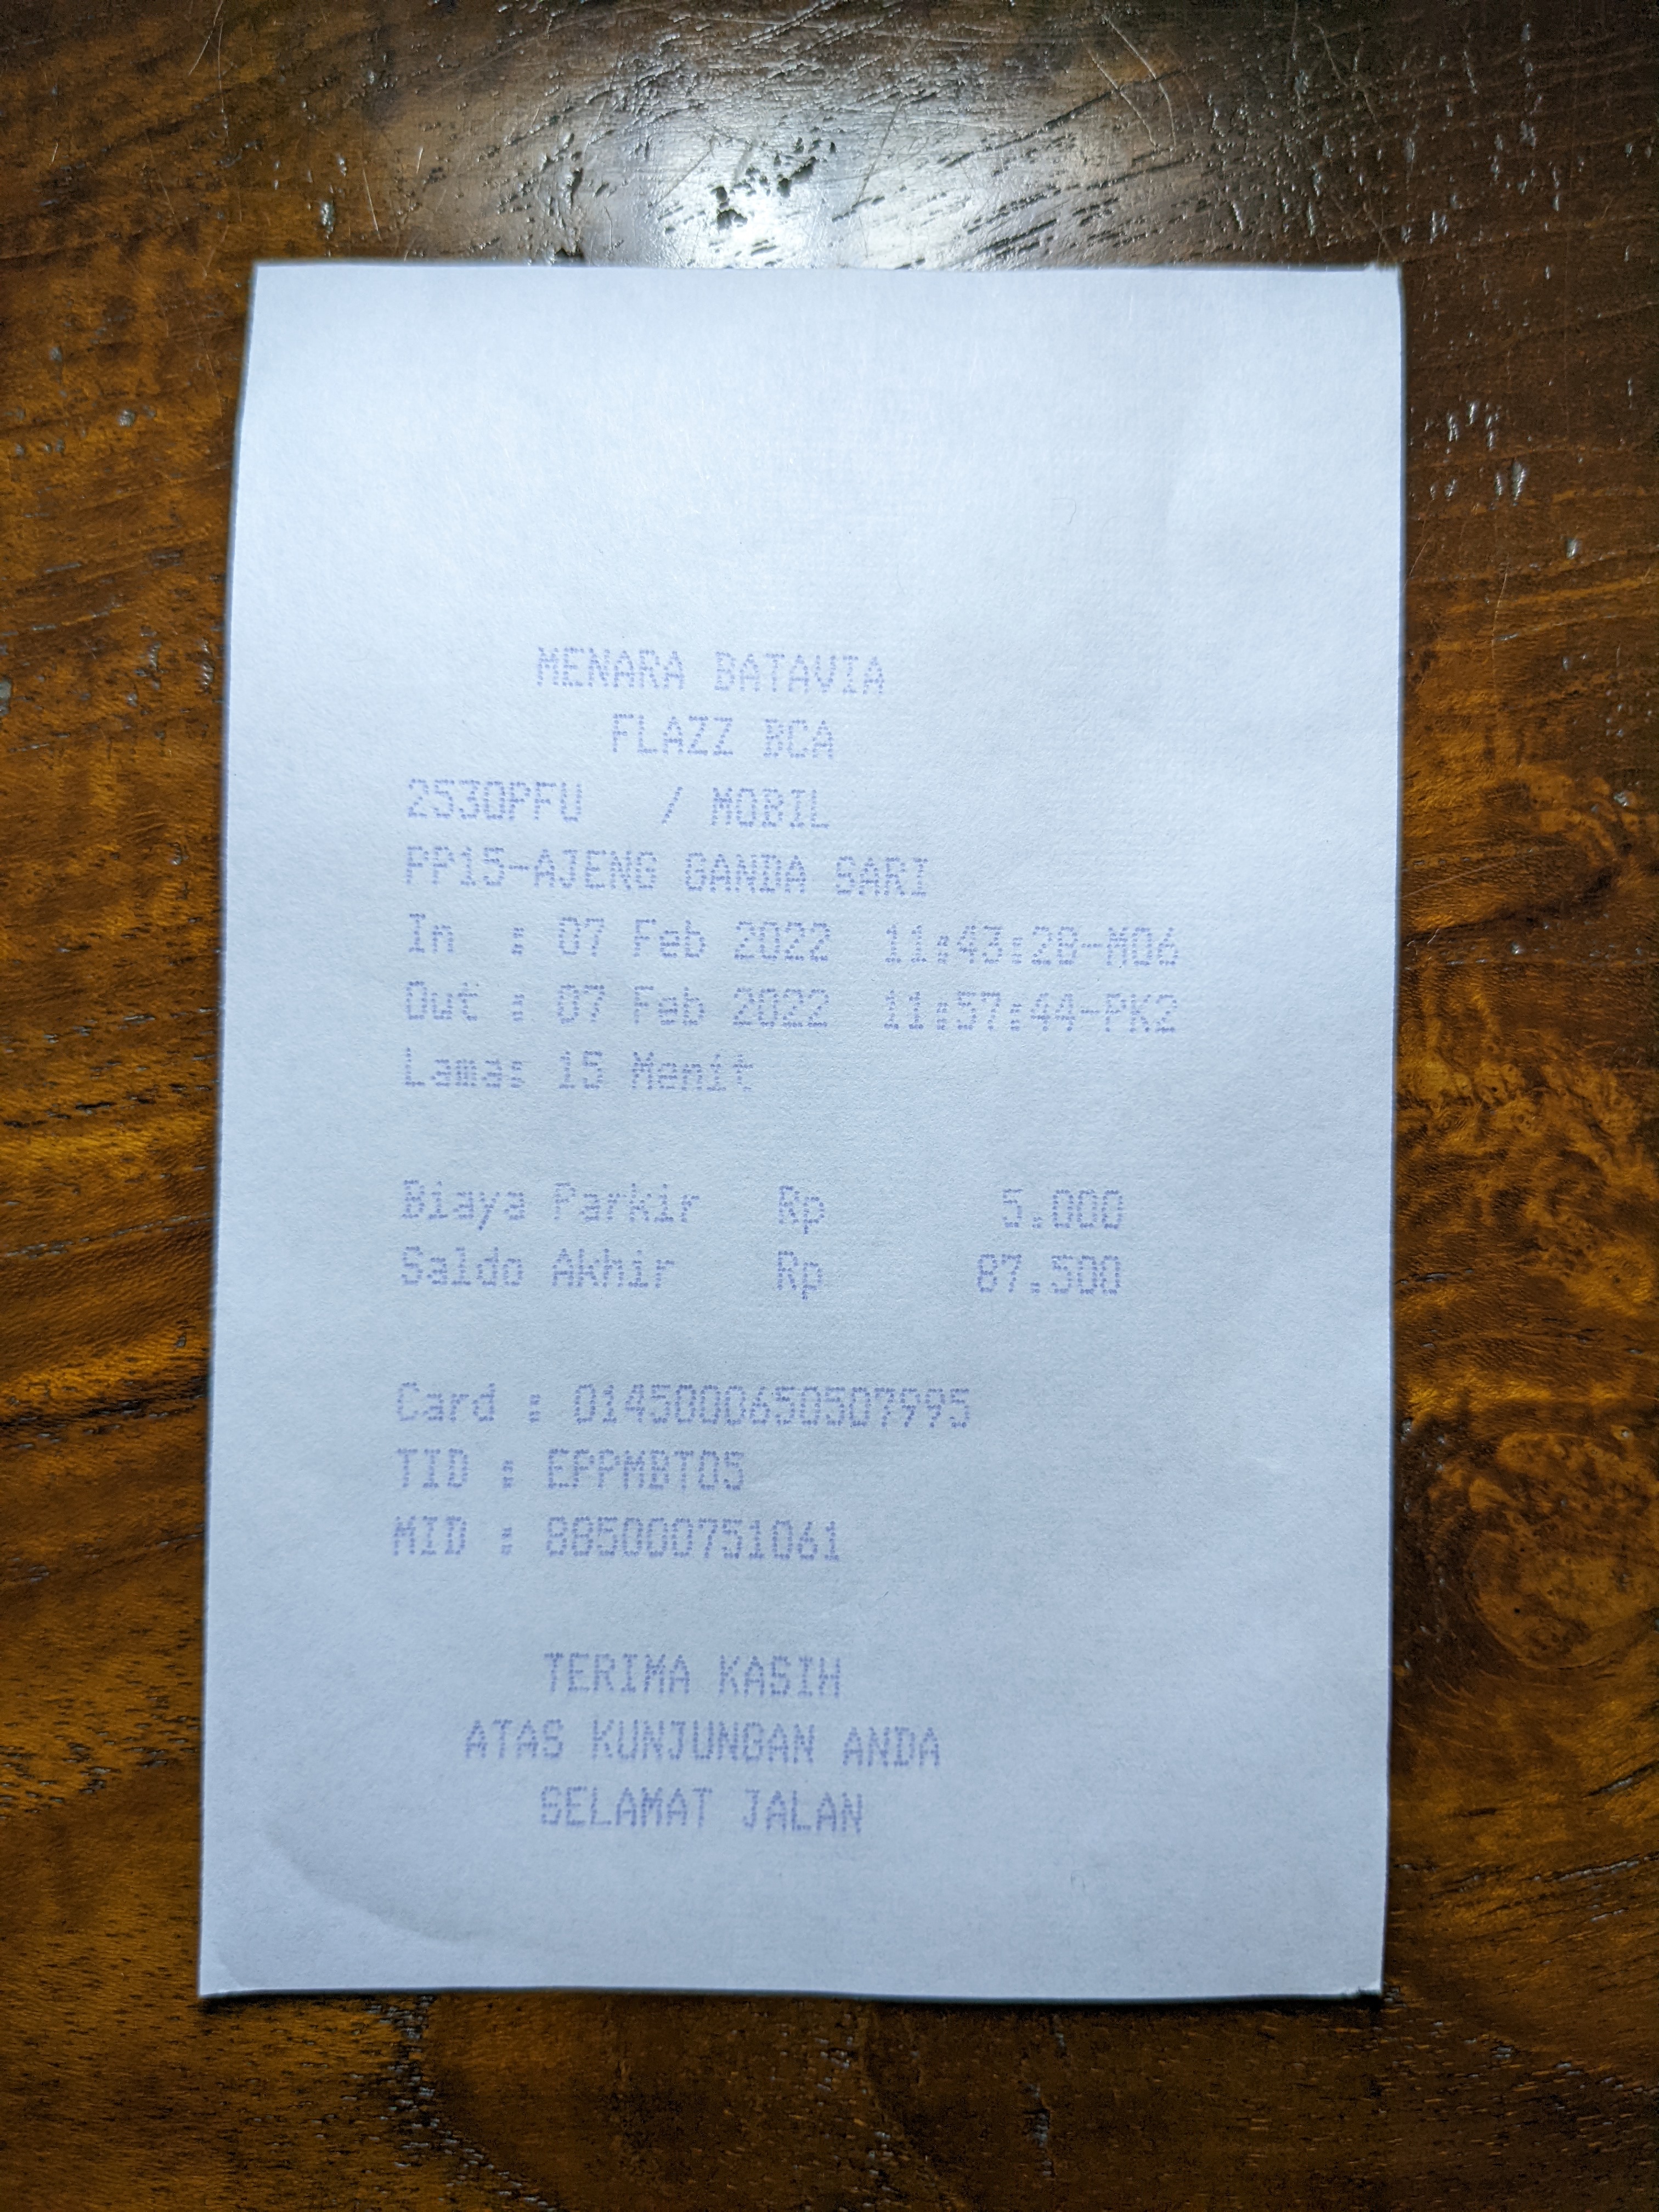 MENARA BATAVIA
FLAZZ BCA
2530PFU / MOBIL
PP15-AJENG GANDA SARI
In : 07 Feb 2022 11:43:28-M06
Out : 07 Feb 2022 11:57:44-PK2
Lama: 15 Menit
Biaya Parkir Rp 5.000
Saldo Akhir Rp 87.500
Card : 0145000650507995
TID : EPPMBT05
MID : 885000751061
TERIMA KASIH
ATAS KUNJUNGAN ANDA
SELAMAT JALAN